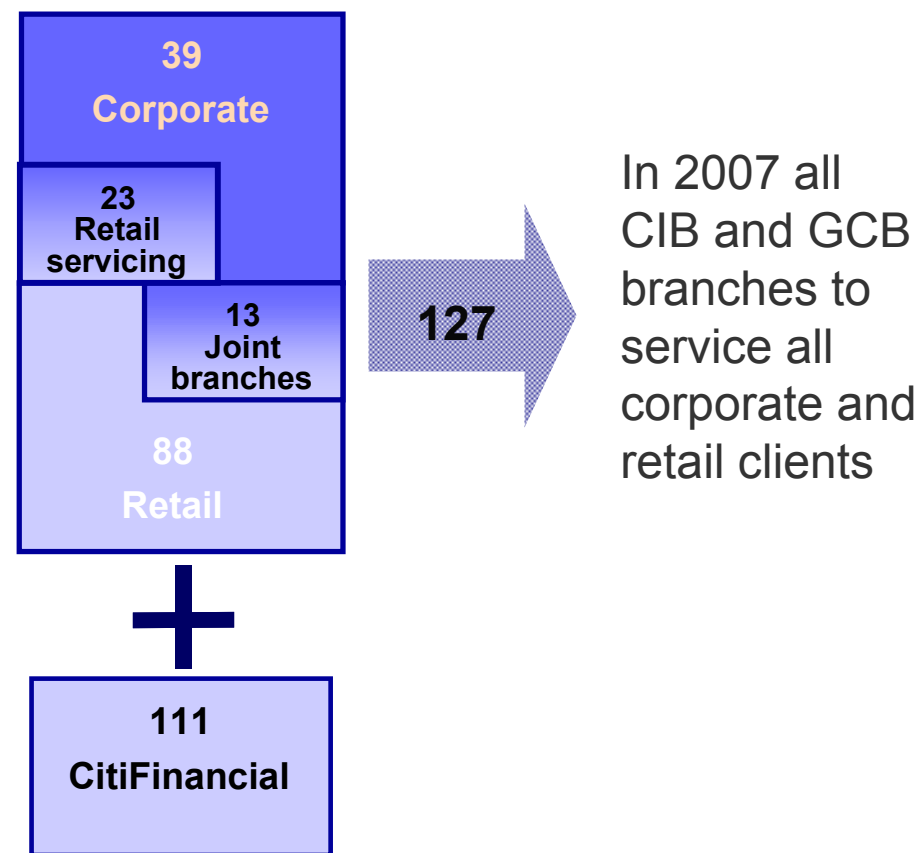 39
Corporate
23
Retail
servicing
13
Joint
branches
88
Retail
127
In 2007 all
CIB and GCB
branches to
service all
corporate and
retail clients
111
CitiFinancial